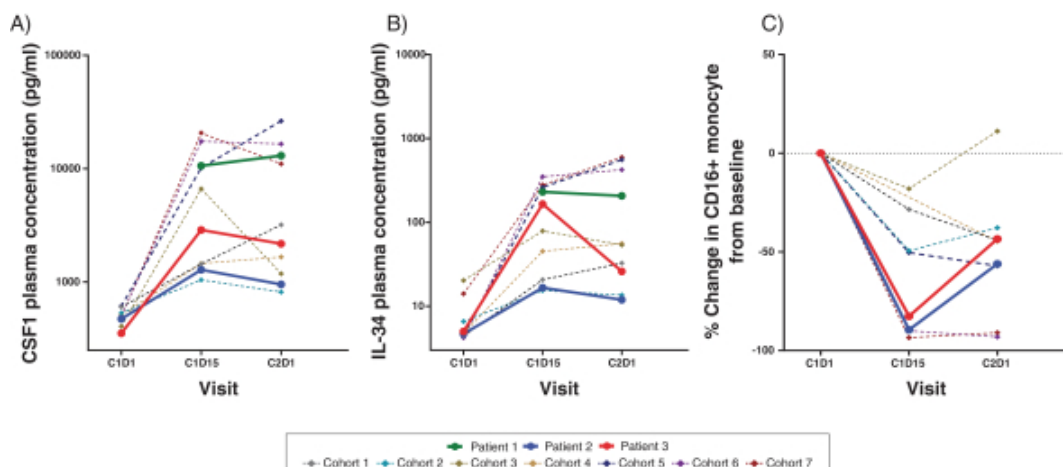 A)
CSF1 plasma concentration (pg/ml)
100000
10000
1000
C1D1 C1D15 C2D1
Visit
B)
IL-34 plasma concentration (pg/ml)
10000
1000
100
10
C1D1 C1D15 C2D1
Visit
C)
% Change in CD16+ monocyte
from baseline
50
0
-50
-100
C1D1 C1D15 C2D1
Visit
Patient 1 Patient 2 Patient 3
Cohort 1 Cohort 2 Cohort 3 Cohort 4 Cohort 5 Cohort 6 Cohort 7